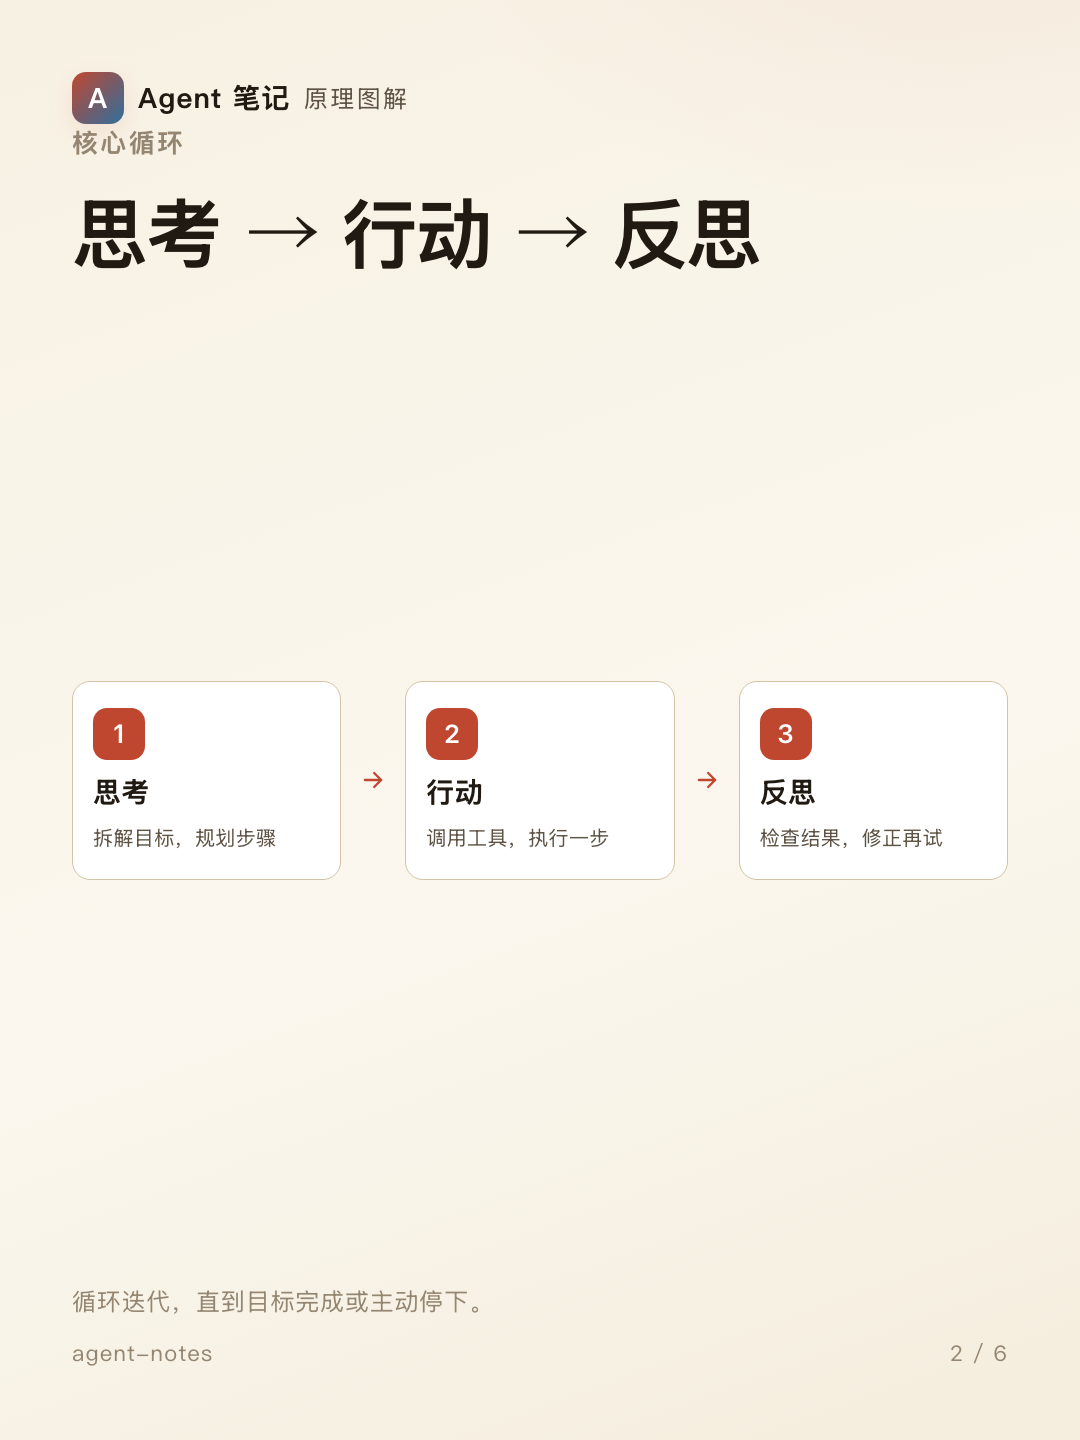 A Agent 笔记 原理图解
核心循环
思考 → 行动 → 反思
1
思考
拆解目标，规划步骤
→
2
行动
调用工具，执行一步
→
3
反思
检查结果，修正再试
循环迭代，直到目标完成或主动停下。
agent-notes
2 / 6